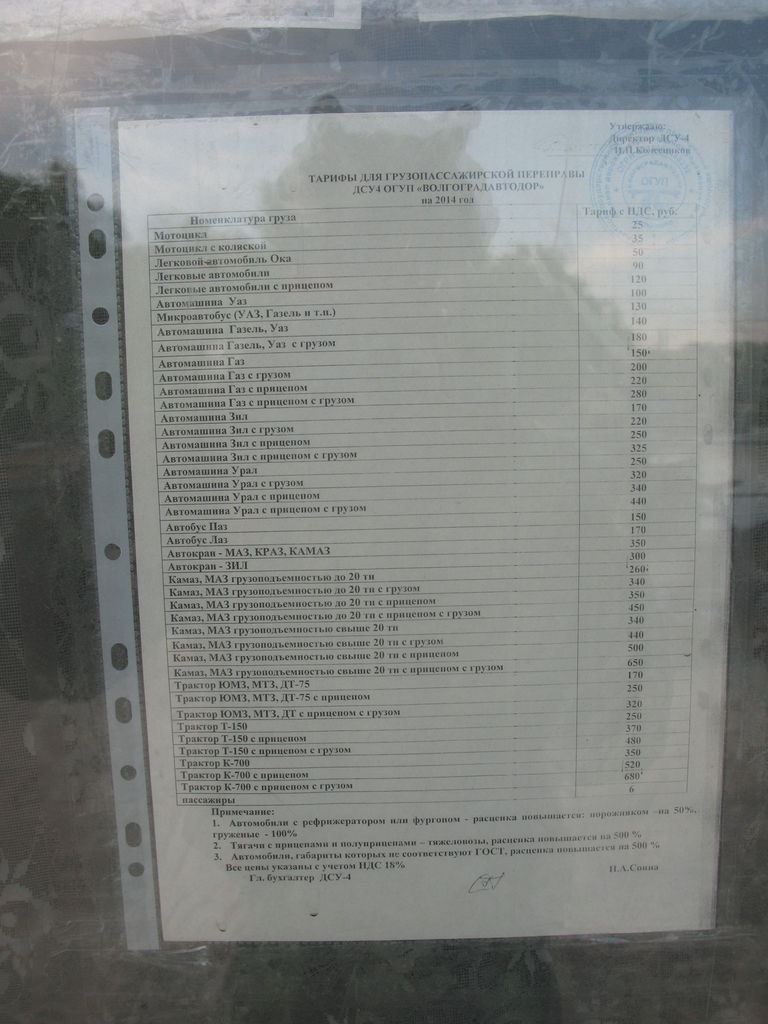 Утверждаю:
Директор ДСУ-4
И.П.Колесников
ТАРИФЫ ДЛЯ ГРУЗОПАССАЖИРСКОЙ ПЕРЕПРАВЫ
ДСУ4 ОГУП «ВОЛГОГРАДАВТОДОР»
на 2014 год
Номенклатура груза Тариф с НДС, руб.
Мотоцикл 25
Мотоцикл с коляской 35
Легковой-автомобиль Ока 50
Легковые автомобили 90
Легковые автомобили с прицепом 120
Автомашина Уаз 100
Микроавтобус (УАЗ, Газель и т.п.) 130
Автомашина Газель, Уаз 140
Автомашина Газель, Уаз с грузом 180
Автомашина Газ 150
Автомашина Газ с грузом 200
Автомашина Газ с прицепом 220
Автомашина Газ с прицепом с грузом 280
Автомашина Зил 170
Автомашина Зил с грузом 220
Автомашина Зил с прицепом 250
Автомашина Зил с прицепом с грузом 325
Автомашина Урал 250
Автомашина Урал с грузом 320
Автомашина Урал с прицепом 340
Автомашина Урал с прицепом с грузом 440
Автобус Паз 150
Автобус Лаз 170
Автокран - МАЗ, КРАЗ, КАМАЗ 350
Автокран - ЗИЛ 300
Камаз, МАЗ грузоподъемностью до 20 тн 260
Камаз, МАЗ грузоподъемностью до 20 тн с грузом 340
Камаз, МАЗ грузоподъемностью до 20 тн с прицепом 350
Камаз, МАЗ грузоподъемностью до 20 тн с прицепом с грузом 450
Камаз, МАЗ грузоподъемностью свыше 20 тн 340
Камаз, МАЗ грузоподъемностью свыше 20 тн с грузом 440
Камаз, МАЗ грузоподъемностью свыше 20 тн с прицепом 500
Камаз, МАЗ грузоподъемностью свыше 20 тн с прицепом с грузом 650
Трактор ЮМЗ, МТЗ, ДТ-75 170
Трактор ЮМЗ, МТЗ, ДТ-75 с прицепом 250
Трактор ЮМЗ, МТЗ, ДТ с прицепом с грузом 320
Трактор Т-150 250
Трактор Т-150 с прицепом 370
Трактор Т-150 с прицепом с грузом 480
Трактор К-700 350
Трактор К-700 с прицепом 520
Трактор К-700 с прицепом с грузом 680
пассажиры 6
Примечание:
1. Автомобили с рефрижератором или фургоном - расценка повышается: порожняком -на 50%,
груженые - 100%
2. Тягачи с прицепами и полуприцепами – тяжеловозы, расценка повышается на 500 %
3. Автомобили, габариты которых не соответствуют ГОСТ, расценка повышается на 500 %
Все цены указаны с учетом НДС 18%
Гл. бухгалтер ДСУ-4